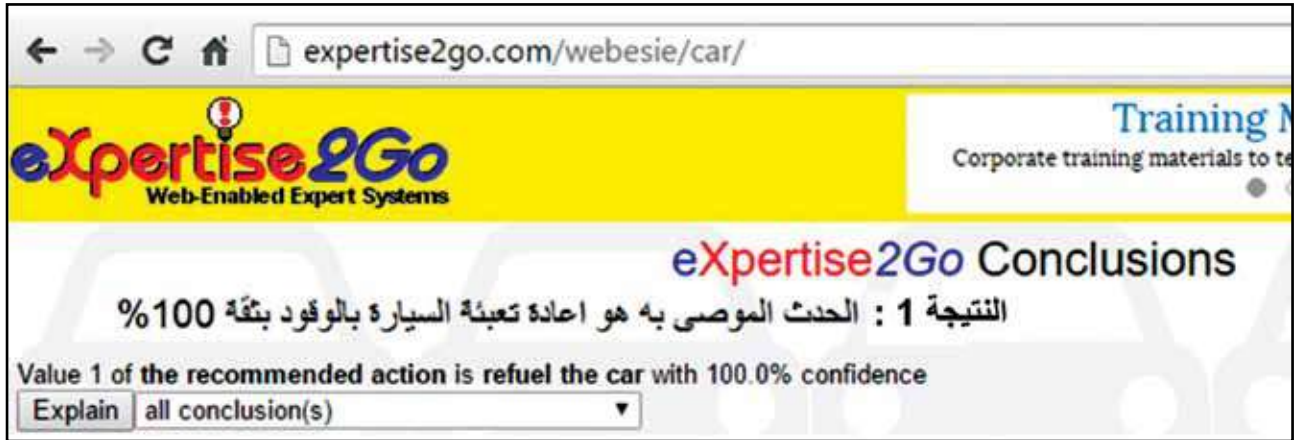 expertise2go.com/webesie/car/
eXpertise2Go
Web-Enabled Expert Systems
Training
Corporate training materials to
eXpertise2Go Conclusions
النتيجة 1 : الحدث الموصى به هو اعادة تعبئة السيارة بالوقود بثقة 100%
Value 1 of the recommended action is refuel the car with 100.0% confidence
Explain all conclusion(s)